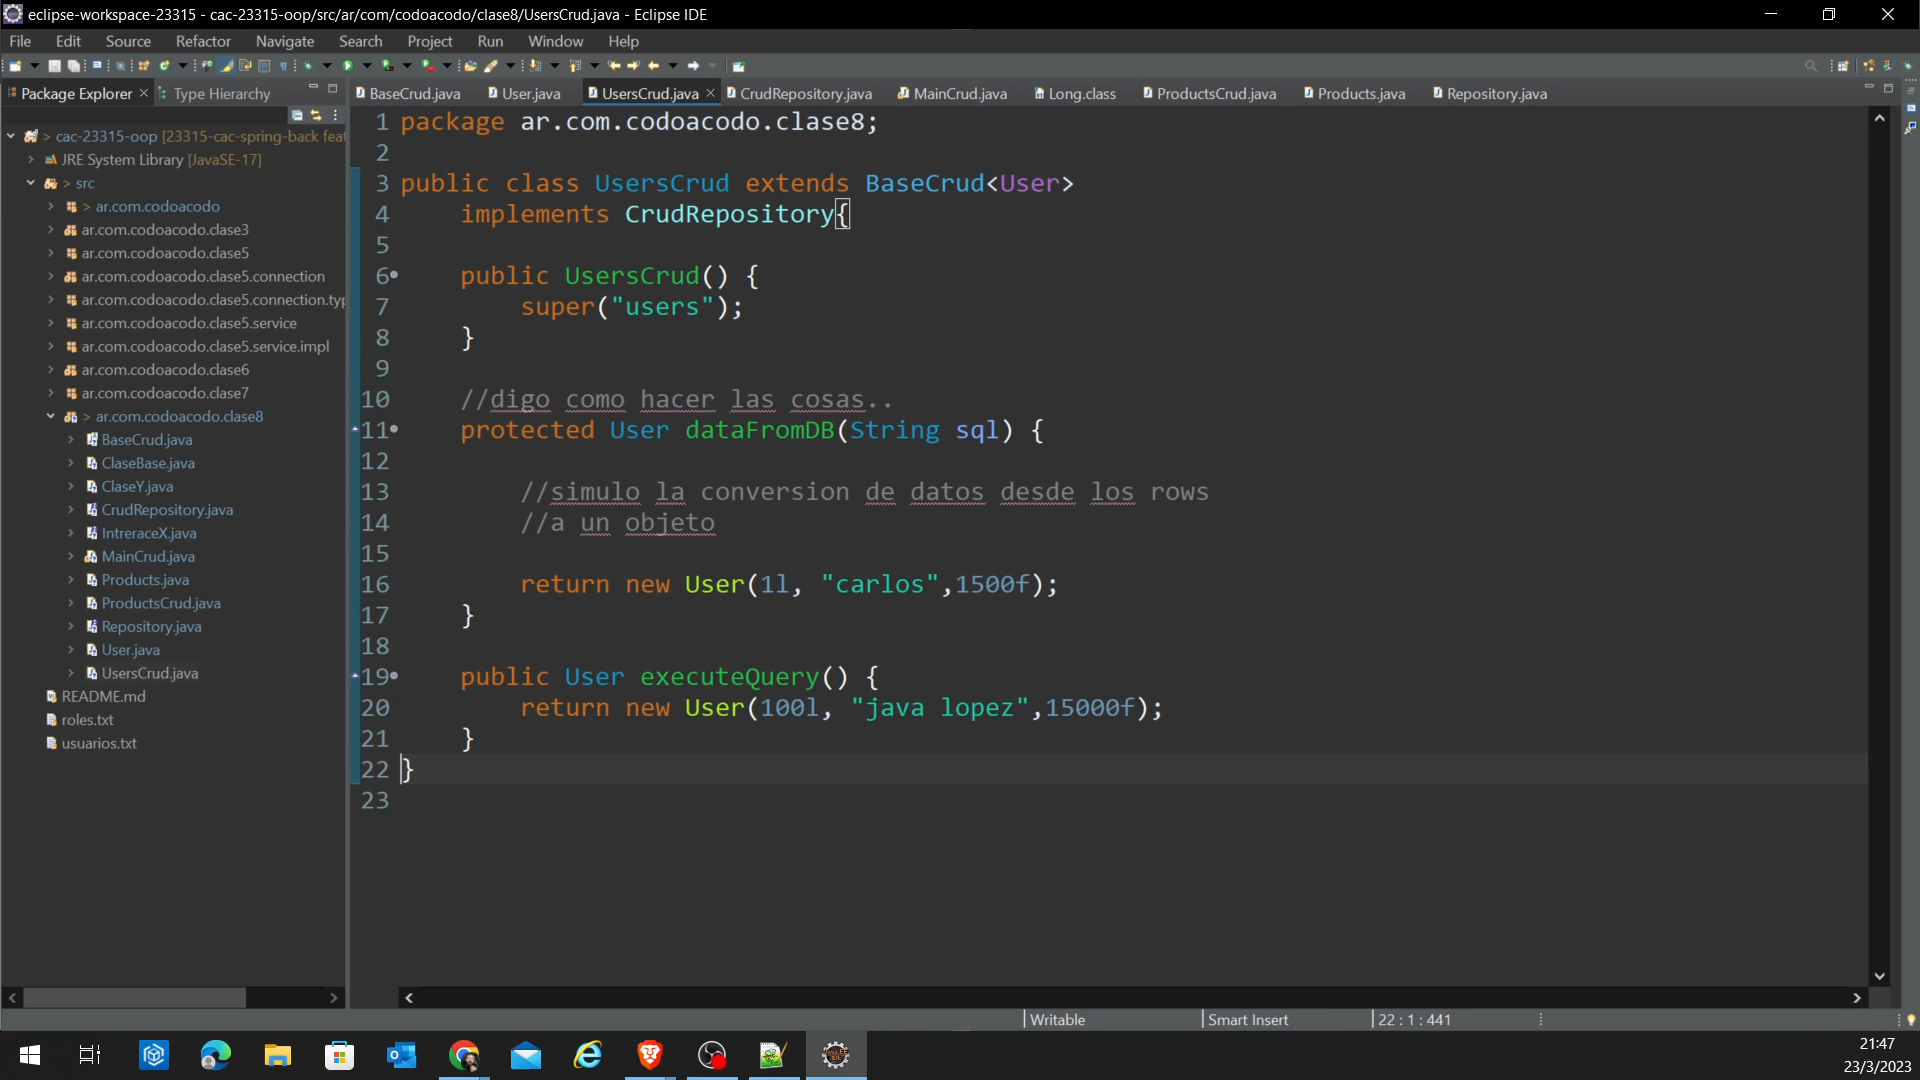 eclipse-workspace-23315 - cac-23315-oop/src/ar/com/codoacodo/clase8/UsersCrud.java - Eclipse IDE
File Edit Source Refactor Navigate Search Project Run Window Help
Package Explorer Type Hierarchy
BaseCrud.java User.java UsersCrud.java CrudRepository.java MainCrud.java Long.class ProductsCrud.java Products.java Repository.java
> cac-23315-oop [23315-cac-spring-back feat
JRE System Library [JavaSE-17]
> src
> ar.com.codoacodo
ar.com.codoacodo.clase3
ar.com.codoacodo.clase5
ar.com.codoacodo.clase5.connection
ar.com.codoacodo.clase5.connection.typ
ar.com.codoacodo.clase5.service
ar.com.codoacodo.clase5.service.impl
ar.com.codoacodo.clase6
ar.com.codoacodo.clase7
> ar.com.codoacodo.clase8
BaseCrud.java
ClaseBase.java
ClaseY.java
CrudRepository.java
IntreraceX.java
MainCrud.java
Products.java
ProductsCrud.java
Repository.java
User.java
UsersCrud.java
README.md
roles.txt
usuarios.txt
1 package ar.com.codoacodo.clase8;
2
3 public class UsersCrud extends BaseCrud<User>
4 implements CrudRepository{
5
6 public UsersCrud() {
7 super("users");
8 }
9
10 //digo como hacer las cosas..
11 protected User dataFromDB(String sql) {
12
13 //simulo la conversion de datos desde los rows
14 //a un objeto
15
16 return new User(1l, "carlos",1500f);
17 }
18
19 public User executeQuery() {
20 return new User(100l, "java lopez",15000f);
21 }
22 }
23
Writable Smart Insert 22 : 1 : 441
21:47
23/3/2023